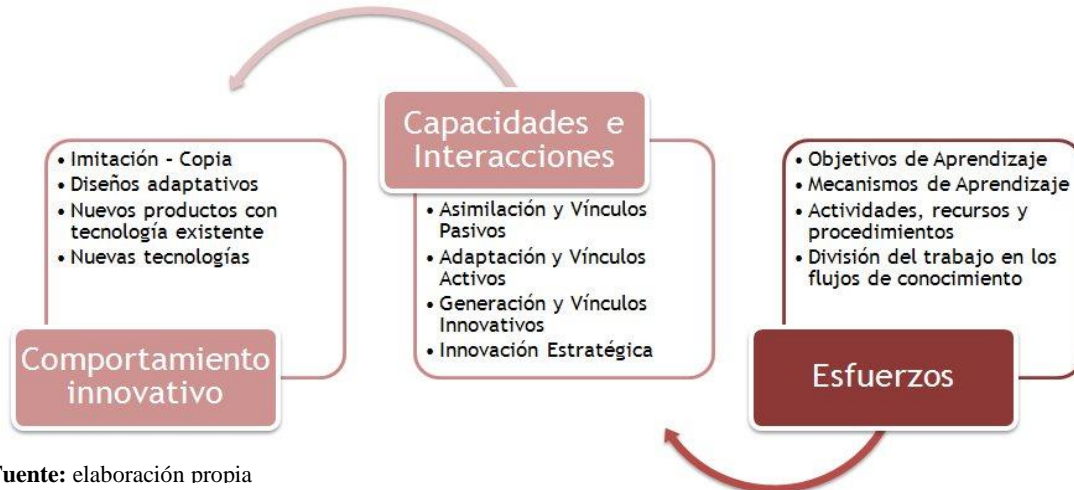 • Imitación - Copia
• Diseños adaptativos
• Nuevos productos con
tecnología existente
• Nuevas tecnologías
Comportamiento
innovativo
Capacidades e
Interacciones
• Asimilación y Vínculos
Pasivos
• Adaptación y Vínculos
Activos
• Generación y Vínculos
Innovativos
• Innovación Estratégica
• Objetivos de Aprendizaje
• Mecanismos de Aprendizaje
• Actividades, recursos y
procedimientos
• División del trabajo en los
flujos de conocimiento
Esfuerzos
Fuente: elaboración propia